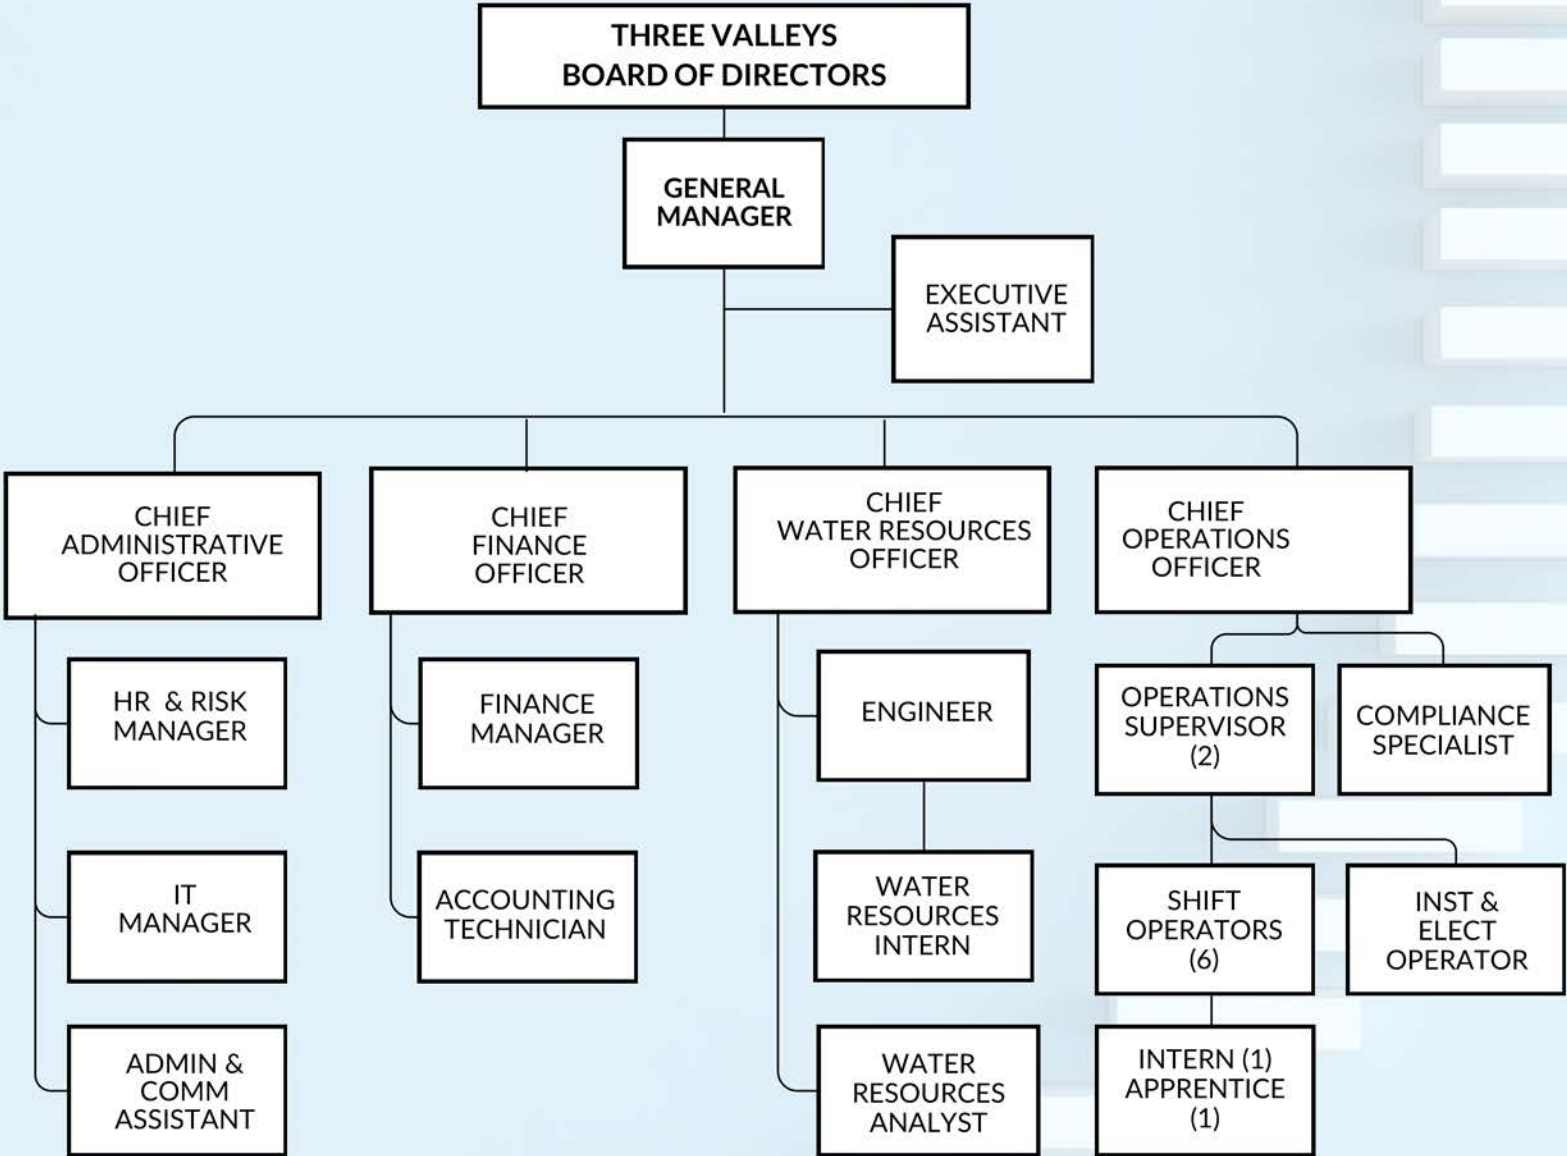 THREE VALLEYS
BOARD OF DIRECTORS
GENERAL
MANAGER
EXECUTIVE
ASSISTANT
CHIEF
ADMINISTRATIVE
OFFICER
CHIEF
FINANCE
OFFICER
CHIEF
WATER RESOURCES
OFFICER
CHIEF
OPERATIONS
OFFICER
HR & RISK
MANAGER
FINANCE
MANAGER
ENGINEER
OPERATIONS
SUPERVISOR
(2)
COMPLIANCE
SPECIALIST
IT
MANAGER
ACCOUNTING
TECHNICIAN
WATER
RESOURCES
INTERN
SHIFT
OPERATORS
(6)
INST &
ELECT
OPERATOR
ADMIN &
COMM
ASSISTANT
WATER
RESOURCES
ANALYST
INTERN (1)
APPRENTICE
(1)